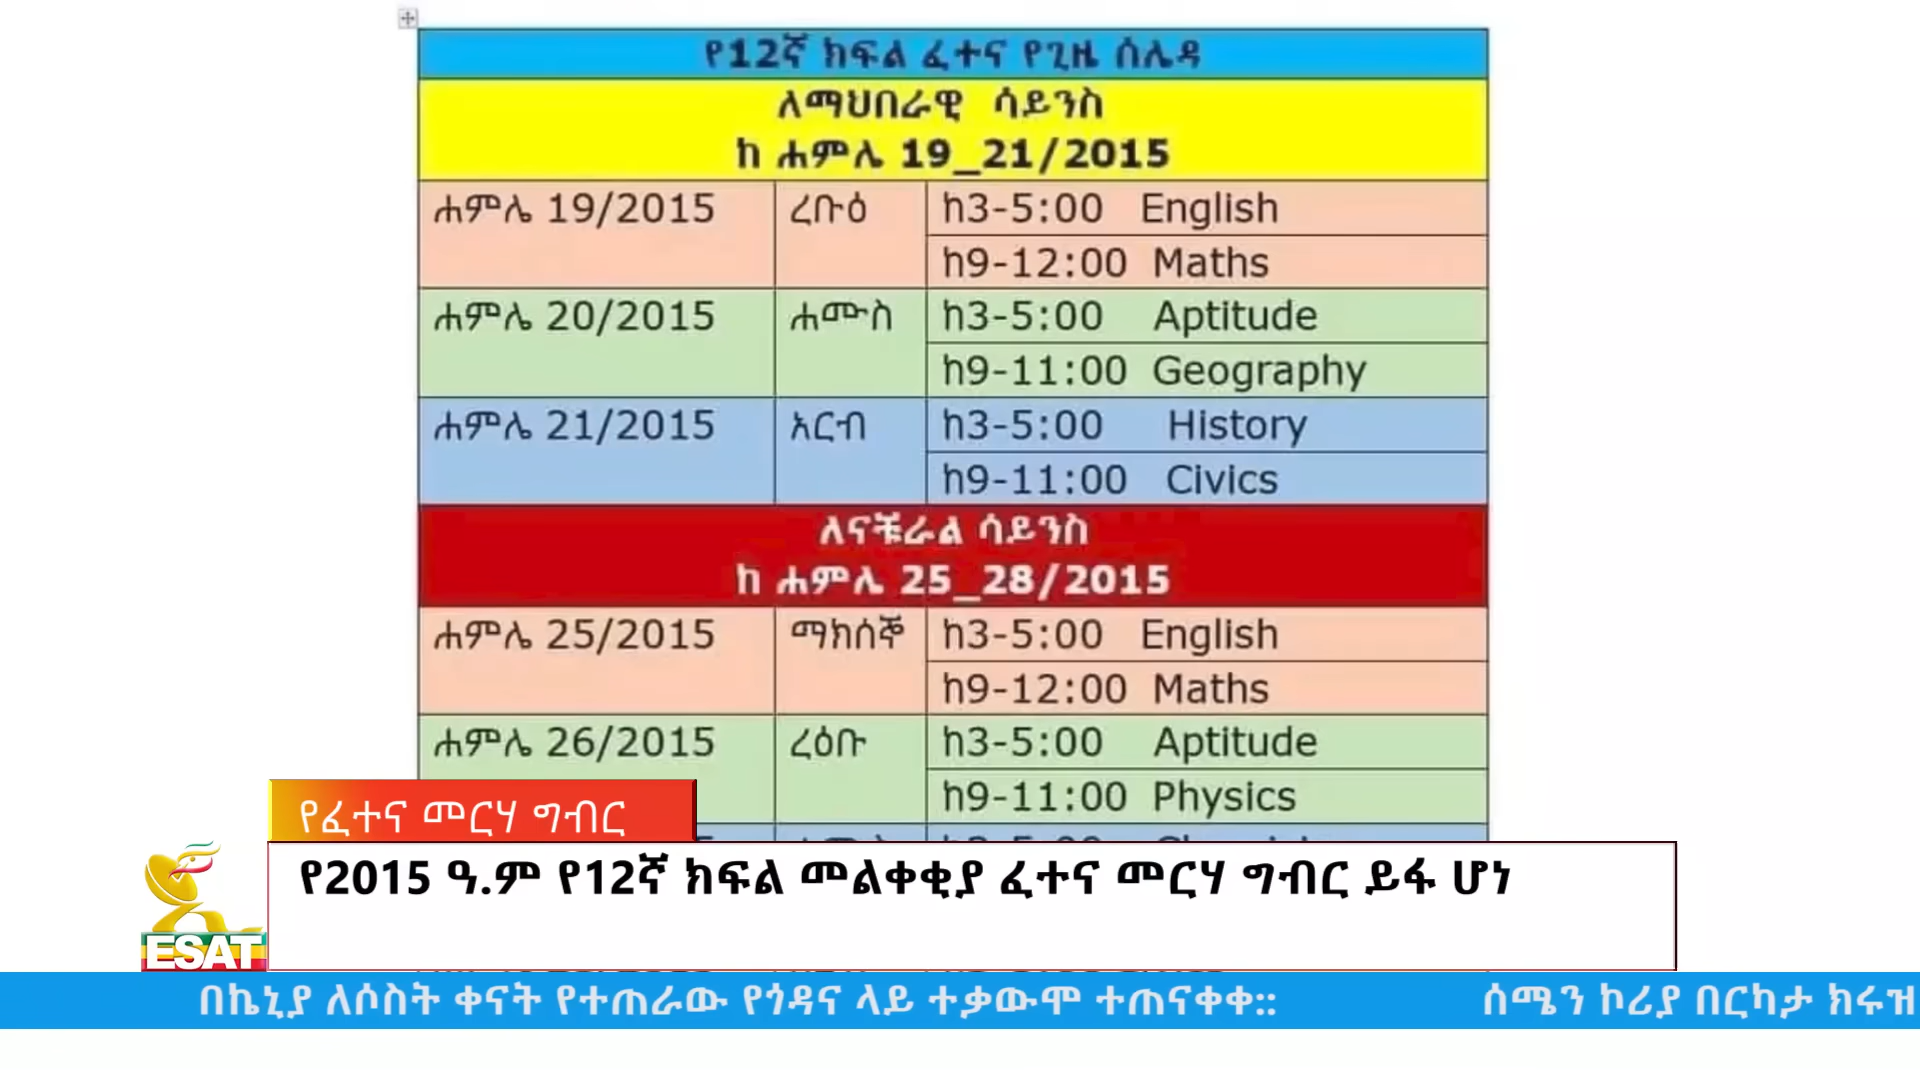 የ12ኛ ክፍል ፈተና የጊዜ ሰሌዳ
ለማህበራዊ ሳይንስ
ከ ሐምሌ 19_21/2015
ሐምሌ 19/2015 ረቡዕ ከ3-5:00 English
ከ9-12:00 Maths
ሐምሌ 20/2015 ሐሙስ ከ3-5:00 Aptitude
ከ9-11:00 Geography
ሐምሌ 21/2015 አርብ ከ3-5:00 History
ከ9-11:00 Civics
ለናቹራል ሳይንስ
ከ ሐምሌ 25_28/2015
ሐምሌ 25/2015 ማክሰኞ ከ3-5:00 English
ከ9-12:00 Maths
ሐምሌ 26/2015 ረዕቡ ከ3-5:00 Aptitude
ከ9-11:00 Physics
የፈተና መርሃ ግብር
የ2015 ዓ.ም የ12ኛ ክፍል መልቀቂያ ፈተና መርሃ ግብር ይፋ ሆነ
ESAT
በኬኒያ ለሶስት ቀናት የተጠራው የጎዳና ላይ ተቃውሞ ተጠናቀቀ። ሰሜን ኮሪያ በርካታ ክሩዝ